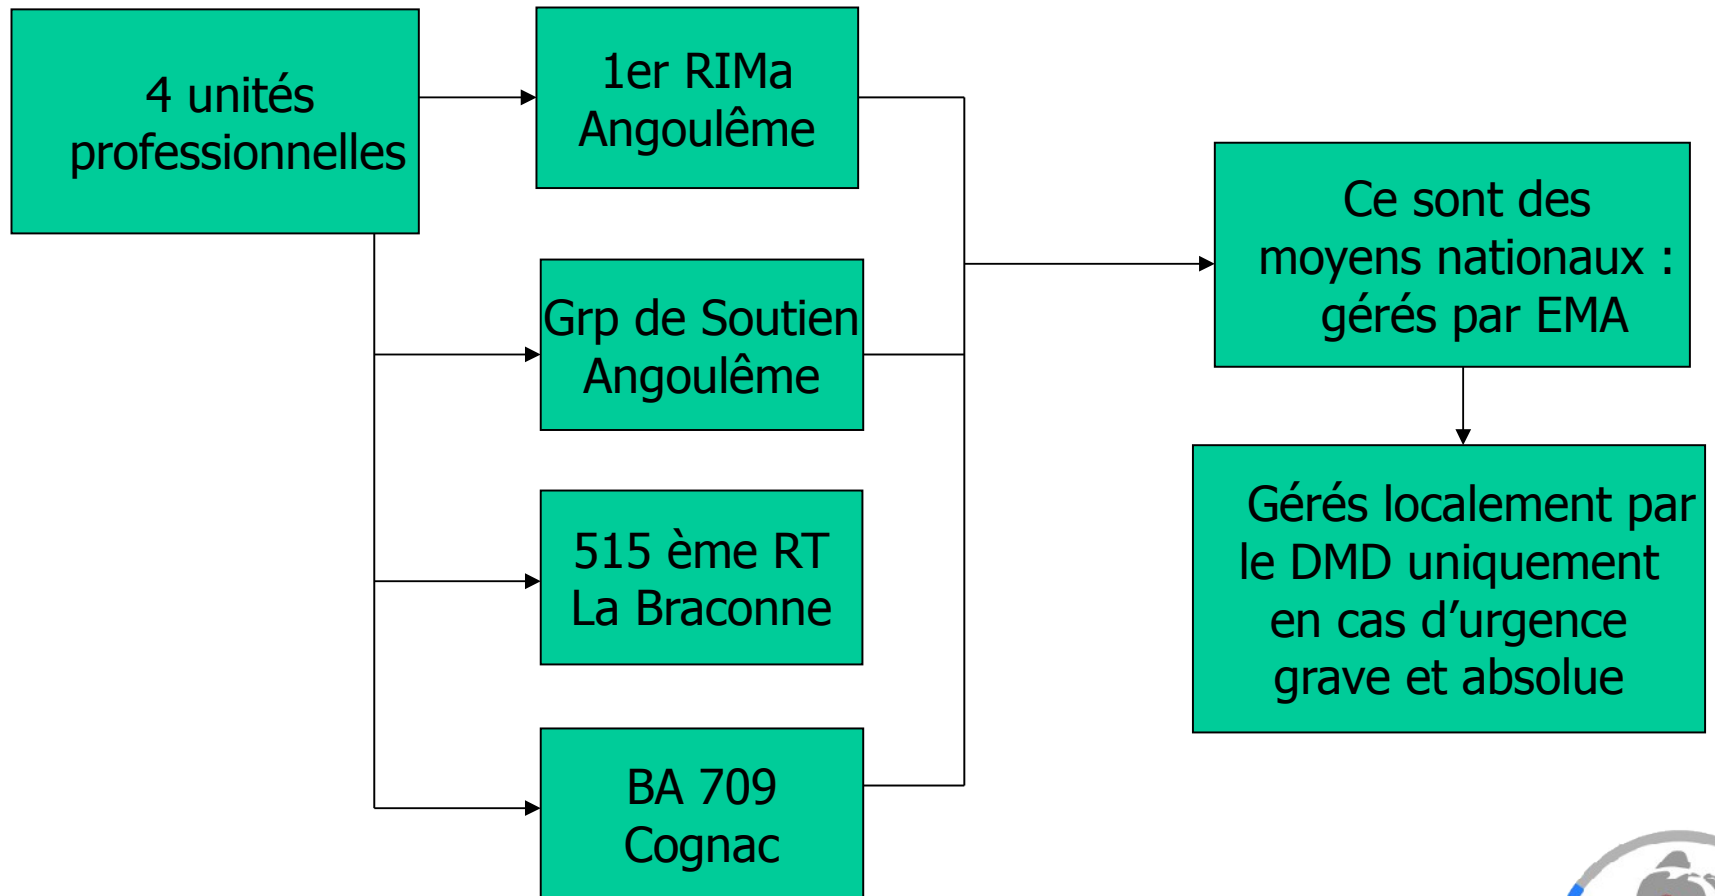 4 unités
professionnelles
1er RIMa
Angoulême
Grp de Soutien
Angoulême
515 ème RT
La Braconne
BA 709
Cognac
Ce sont des
moyens nationaux :
gérés par EMA
Gérés localement par
le DMD uniquement
en cas d’urgence
grave et absolue